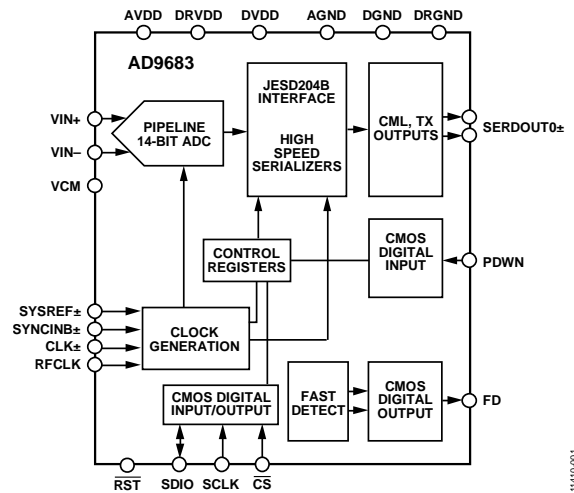 AVDD DRVDD DVDD AGND DGND DRGND
AD9683
VIN+
VIN–
VCM
PIPELINE
14-BIT ADC
JESD204B
INTERFACE
HIGH
SPEED
SERIALIZERS
CML, TX
OUTPUTS
SERDOUT0±
CONTROL
REGISTERS
CMOS
DIGITAL
INPUT
PDWN
SYSREF±
SYNCINB±
CLK±
RFCLK
CLOCK
GENERATION
CMOS DIGITAL
INPUT/OUTPUT
FAST
DETECT
CMOS
DIGITAL
OUTPUT
FD
RST SDIO SCLK CS
11410-001